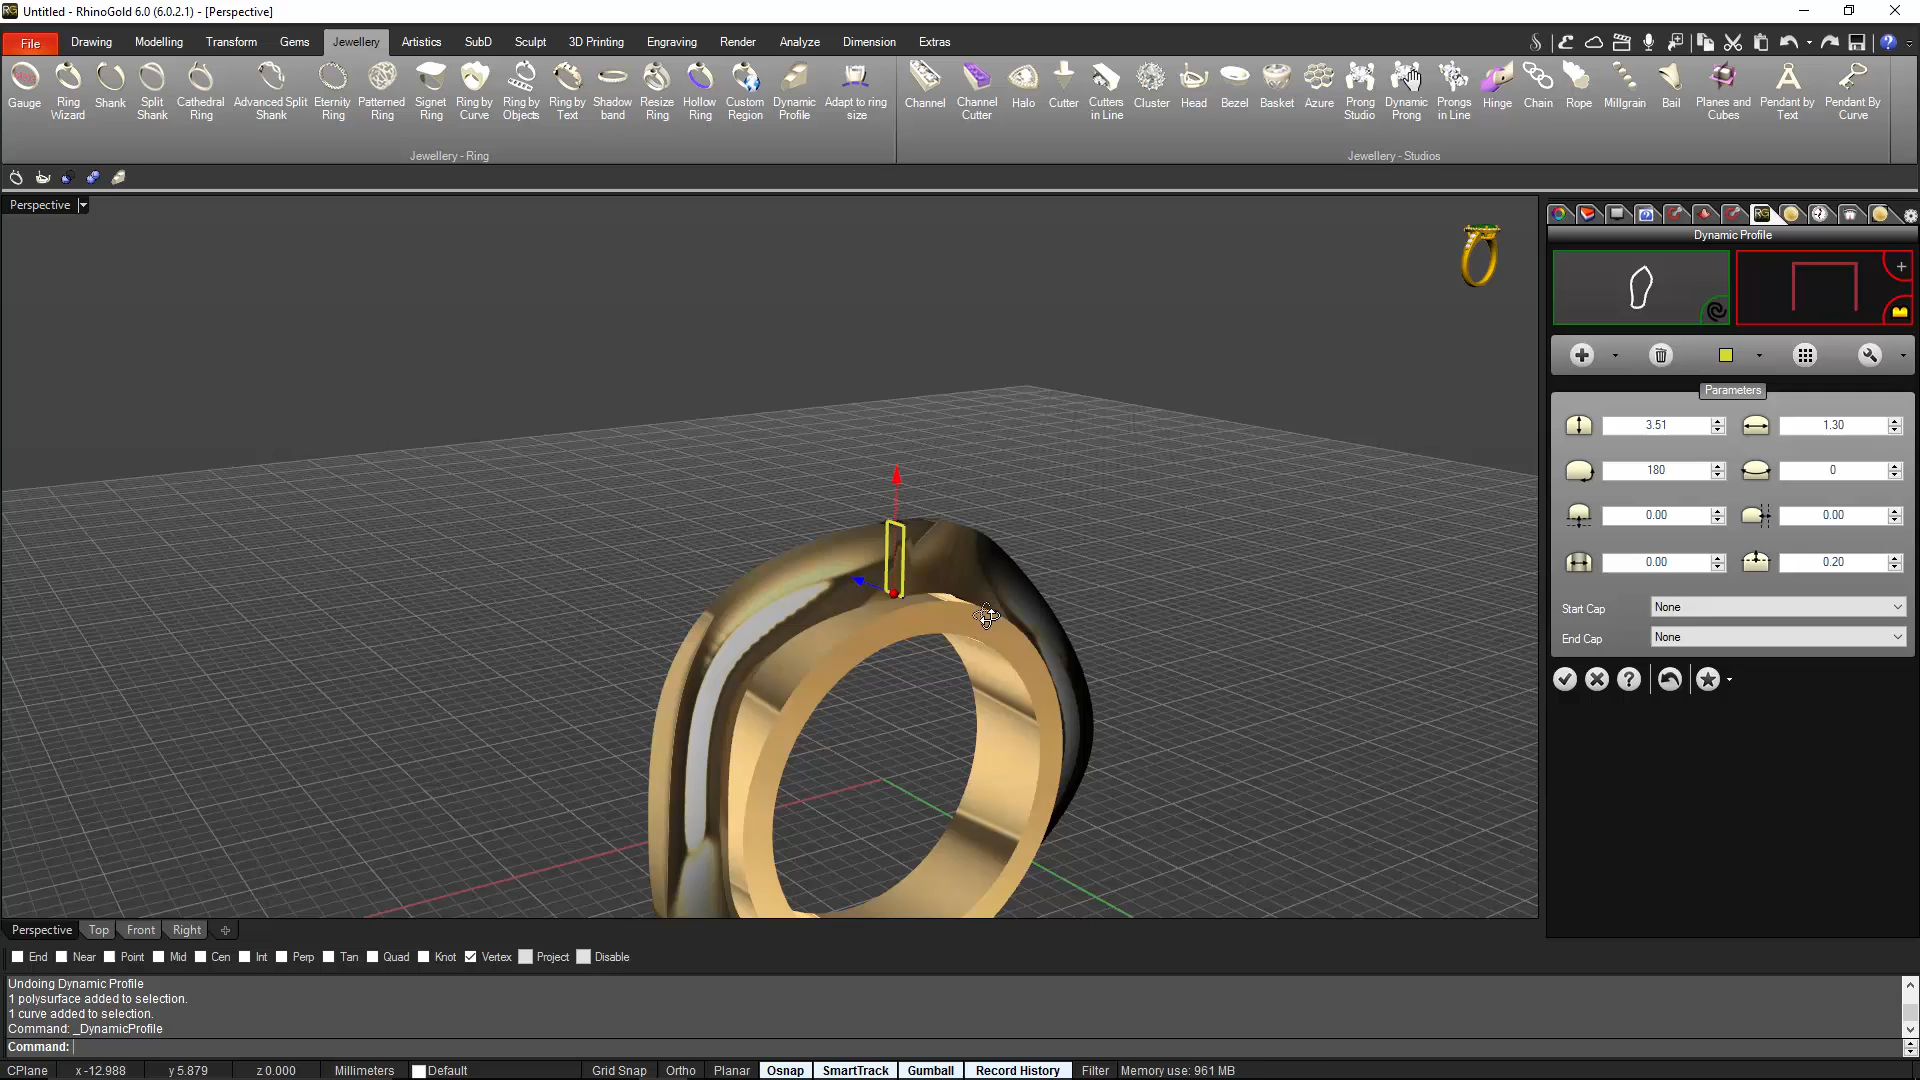 Untitled - RhinoGold 6.0 (6.0.2.1) - [Perspective]
File Drawing Modelling Transform Gems Jewellery Artistics SubD Sculpt 3D Printing Engraving Render Analyze Dimension Extras
Gauge Ring Wizard Shank Split Shank Cathedral Ring Advanced Split Shank Eternity Ring Patterned Ring Signet Ring Ring by Curve Ring by Objects Ring by Text Shadow band Resize Ring Hollow Ring Custom Region Dynamic Profile Adapt to ring size Channel Channel Cutter Halo Cutter Cutters in Line Cluster Head Bezel Basket Azure Prong Studio Dynamic Prong Prongs in Line Hinge Chain Rope Millgrain Bail Planes and Cubes Pendant by Text Pendant By Curve
Jewellery - Ring Jewellery - Studios
Perspective
Dynamic Profile
Parameters
3.51 1.30
180 0
0.00 0.00
0.00 0.20
Start Cap None
End Cap None
Perspective Top Front Right
End Near Point Mid Cen Int Perp Tan Quad Knot Vertex Project Disable
Undoing Dynamic Profile
1 polysurface added to selection.
1 curve added to selection.
Command: _DynamicProfile
Command:
CPlane x -12.988 y 5.879 z 0.000 Millimeters Default Grid Snap Ortho Planar Osnap SmartTrack Gumball Record History Filter Memory use: 961 MB